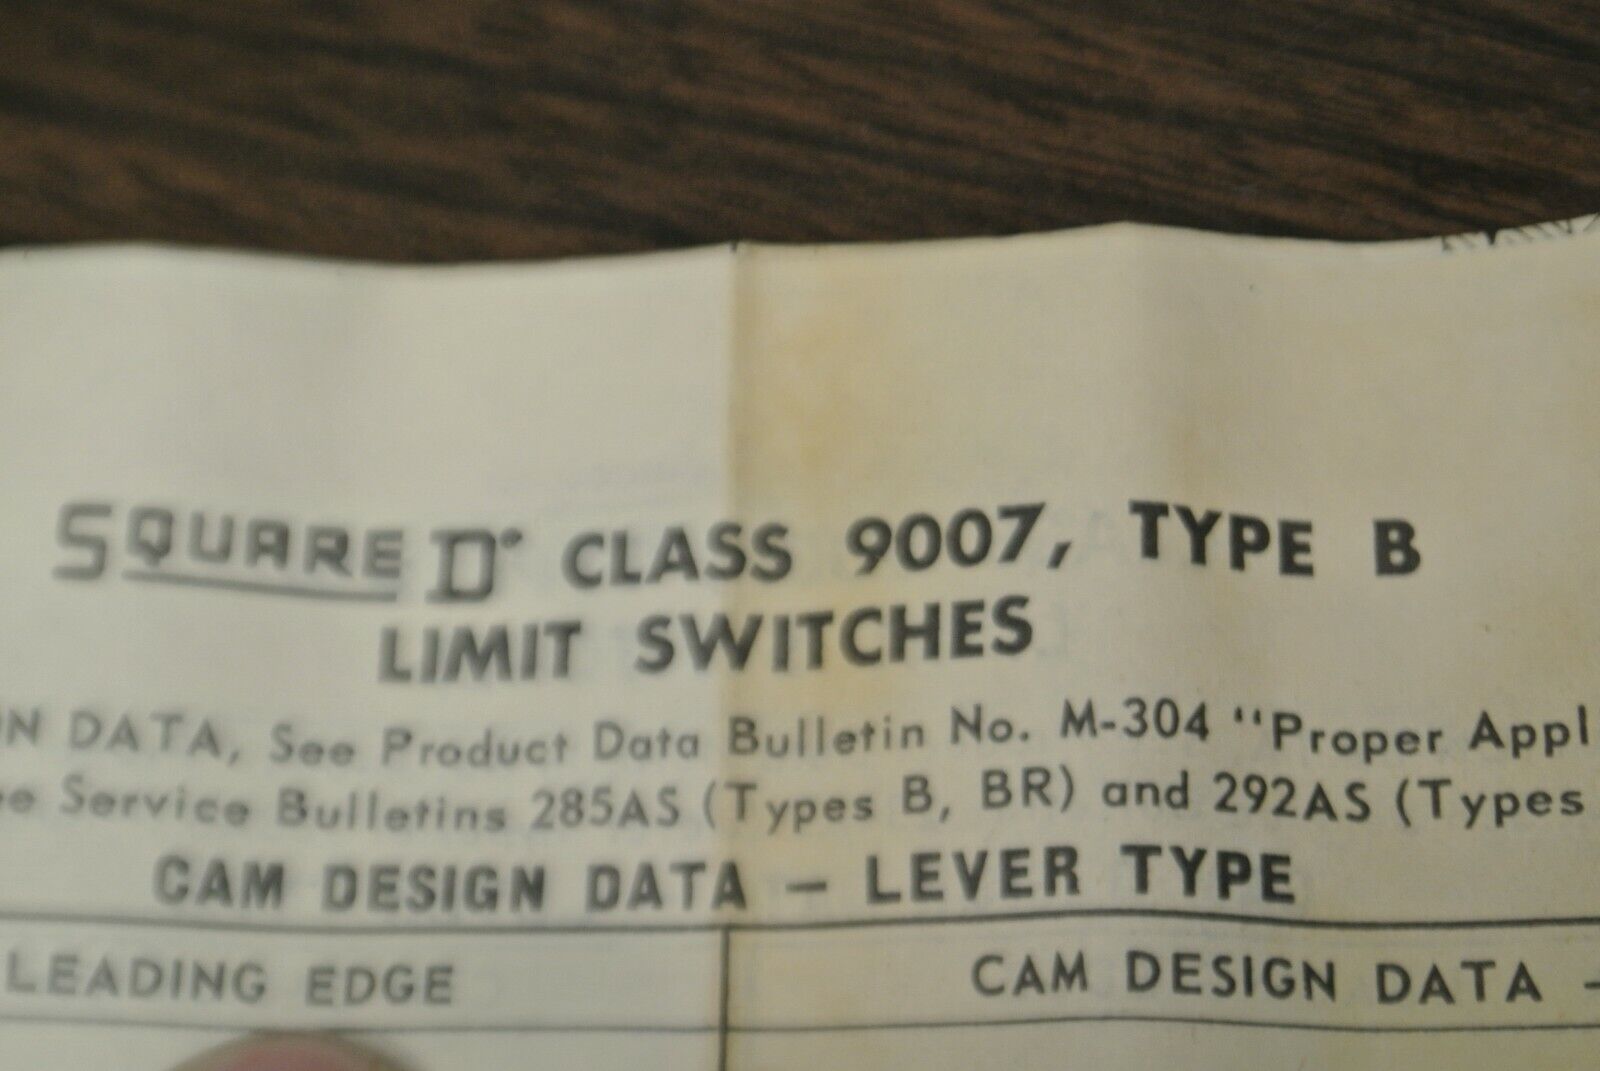 SQUARE D CLASS 9007, TYPE B
LIMIT SWITCHES
N DATA, See Product Data Bulletin No. M-304 "Proper Appl
e Service Bulletins 285AS (Types B, BR) and 292AS (Types
CAM DESIGN DATA – LEVER TYPE
LEADING EDGE
CAM DESIGN DATA -